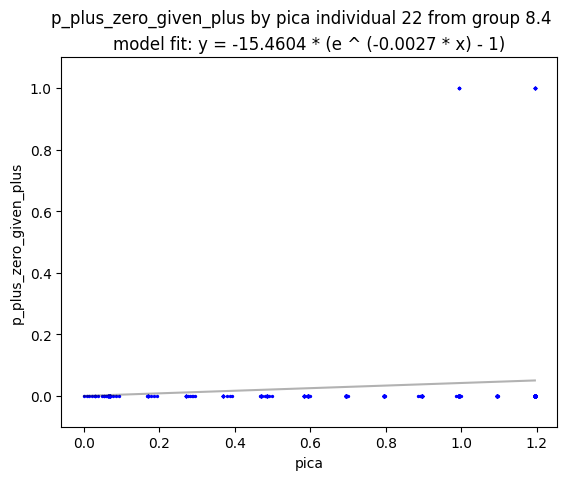 p_plus_zero_given_plus by pica individual 22 from group 8.4
model fit: y = -15.4604 * (e ^ (-0.0027 * x) - 1)
p_plus_zero_given_plus
1.0
0.8
0.6
0.4
0.2
0.0
0.0 0.2 0.4 0.6 0.8 1.0 1.2
pica